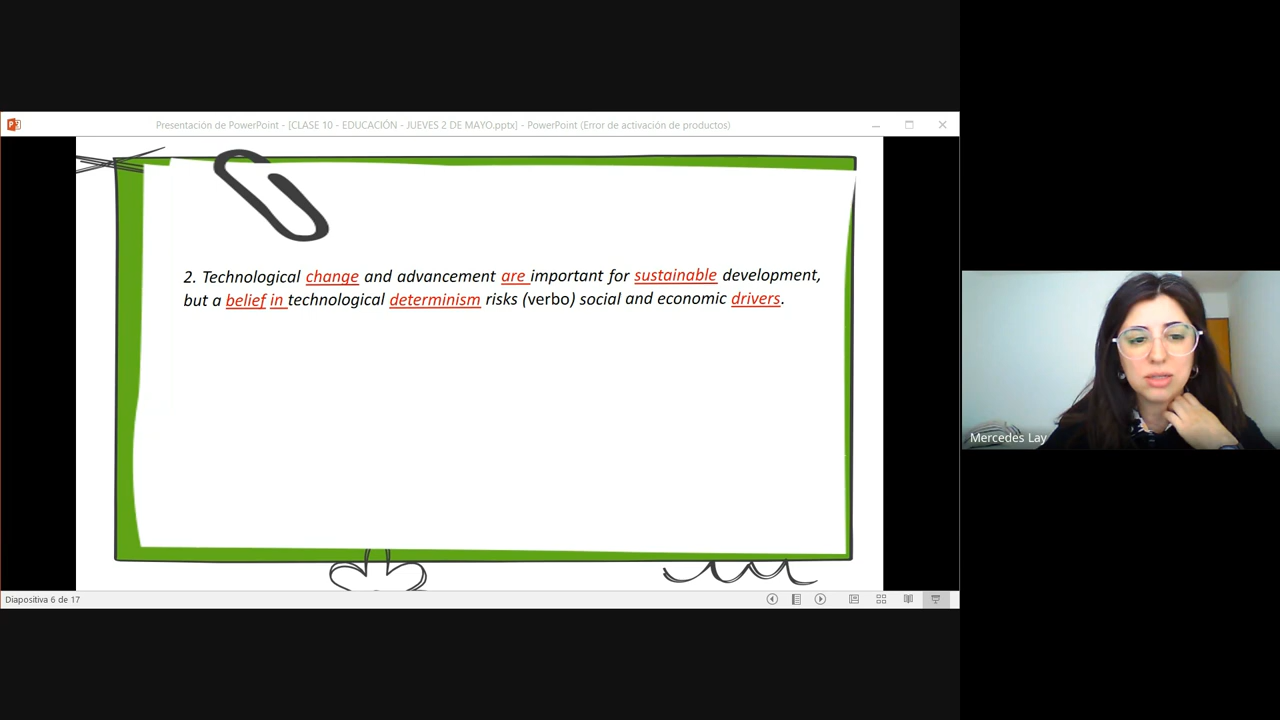 Presentación de PowerPoint - [CLASE 10 - EDUCACIÓN - JUEVES 2 DE MAYO.pptx] - PowerPoint (Error de activación de productos)
2. Technological change and advancement are important for sustainable development,
but a belief in technological determinism risks (verbo) social and economic drivers.
Mercedes Lay
Diapositiva 6 de 17